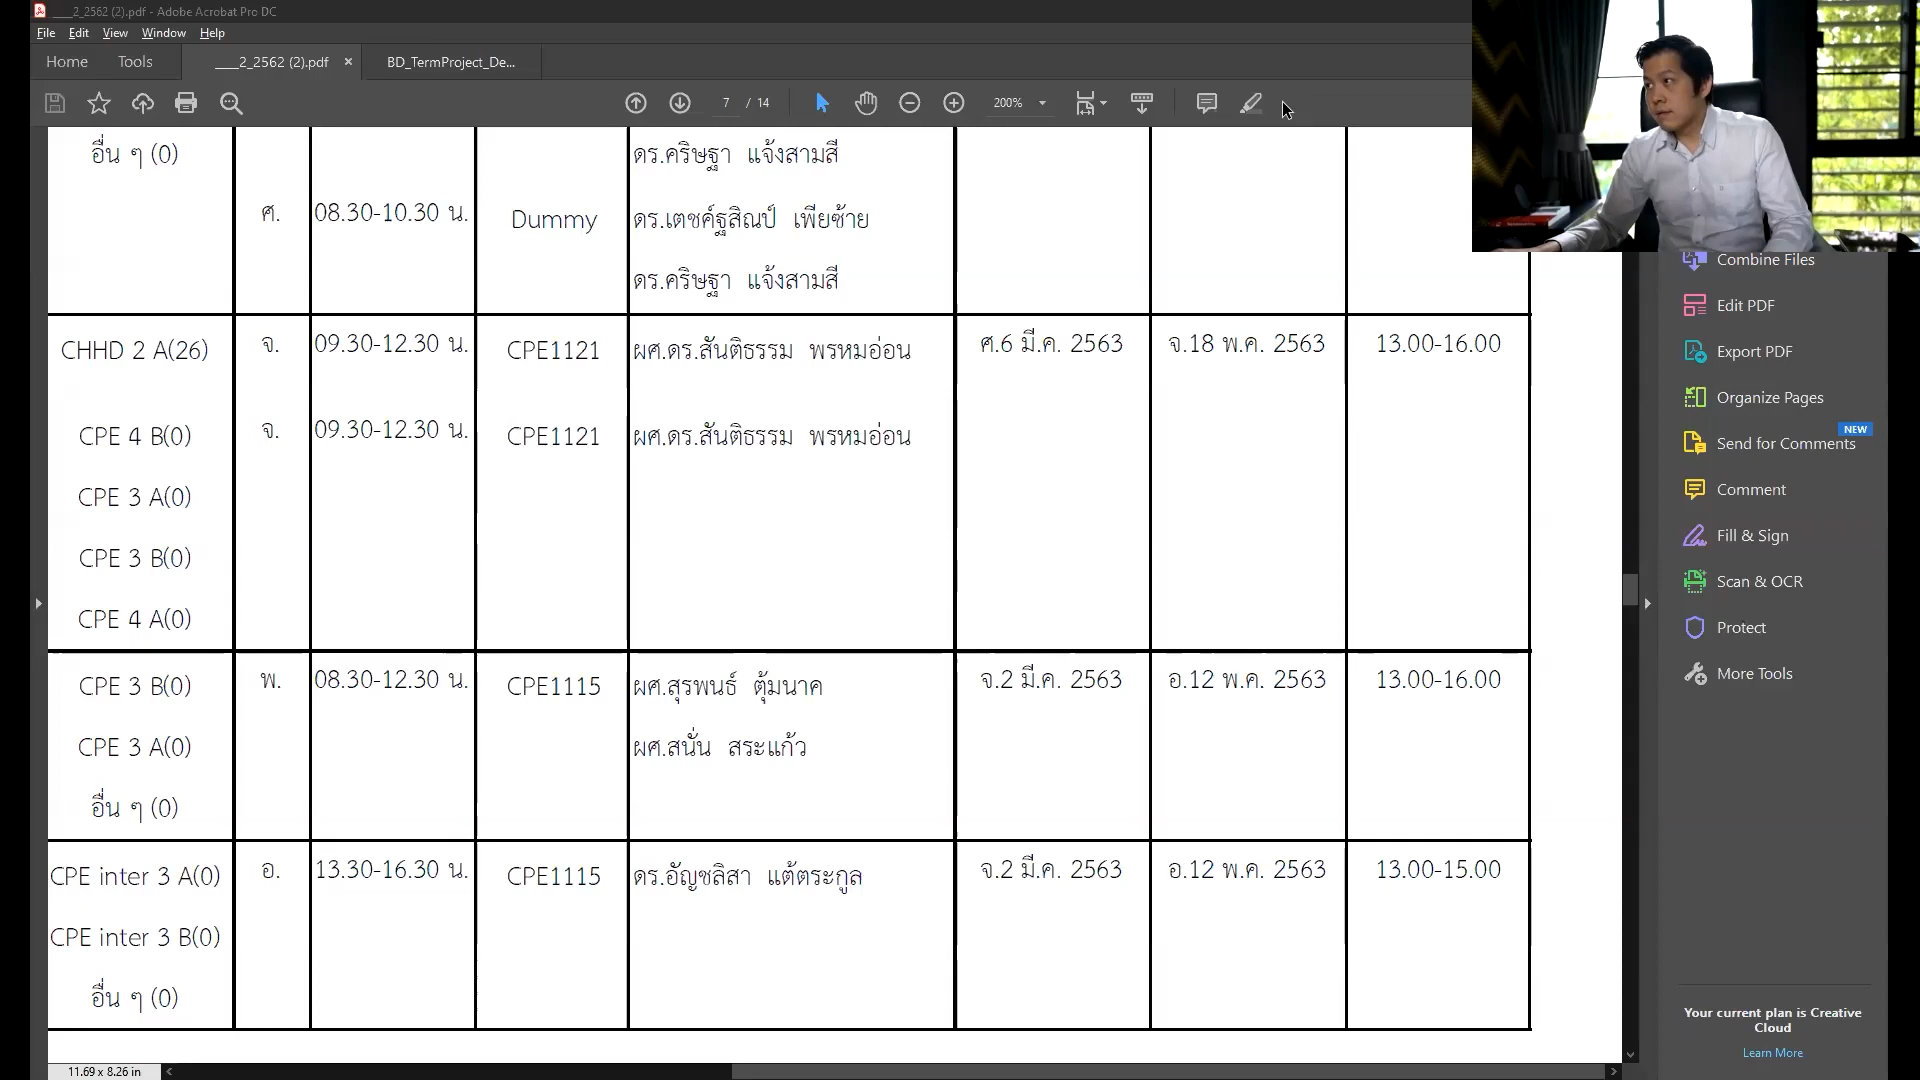 ___2_2562 (2).pdf - Adobe Acrobat Pro DC
File Edit View Window Help
Home Tools ___2_2562 (2).pdf × BD_TermProject_De...
7 / 14 200%
อื่น ๆ (0) ดร.คริษฐา แจ้งสามสี
ศ. 08.30-10.30 น. Dummy ดร.เตชค์ฐสิณป์ เพียซ้าย
ดร.คริษฐา แจ้งสามสี
CHHD 2 A(26) จ. 09.30-12.30 น. CPE1121 ผศ.ดร.สันติธรรม พรหมอ่อน ศ.6 มี.ค. 2563 จ.18 พ.ค. 2563 13.00-16.00
CPE 4 B(0) จ. 09.30-12.30 น. CPE1121 ผศ.ดร.สันติธรรม พรหมอ่อน
CPE 3 A(0)
CPE 3 B(0)
CPE 4 A(0)
CPE 3 B(0) พ. 08.30-12.30 น. CPE1115 ผศ.สุรพนธ์ ตุ้มนาค จ.2 มี.ค. 2563 อ.12 พ.ค. 2563 13.00-16.00
CPE 3 A(0) ผศ.สนั่น สระแก้ว
อื่น ๆ (0)
CPE inter 3 A(0) อ. 13.30-16.30 น. CPE1115 ดร.อัญชลิสา แต้ตระกูล จ.2 มี.ค. 2563 อ.12 พ.ค. 2563 13.00-15.00
CPE inter 3 B(0)
อื่น ๆ (0)
11.69 x 8.26 in
Combine Files
Edit PDF
Export PDF
Organize Pages
NEW
Send for Comments
Comment
Fill & Sign
Scan & OCR
Protect
More Tools
Your current plan is Creative
Cloud
Learn More